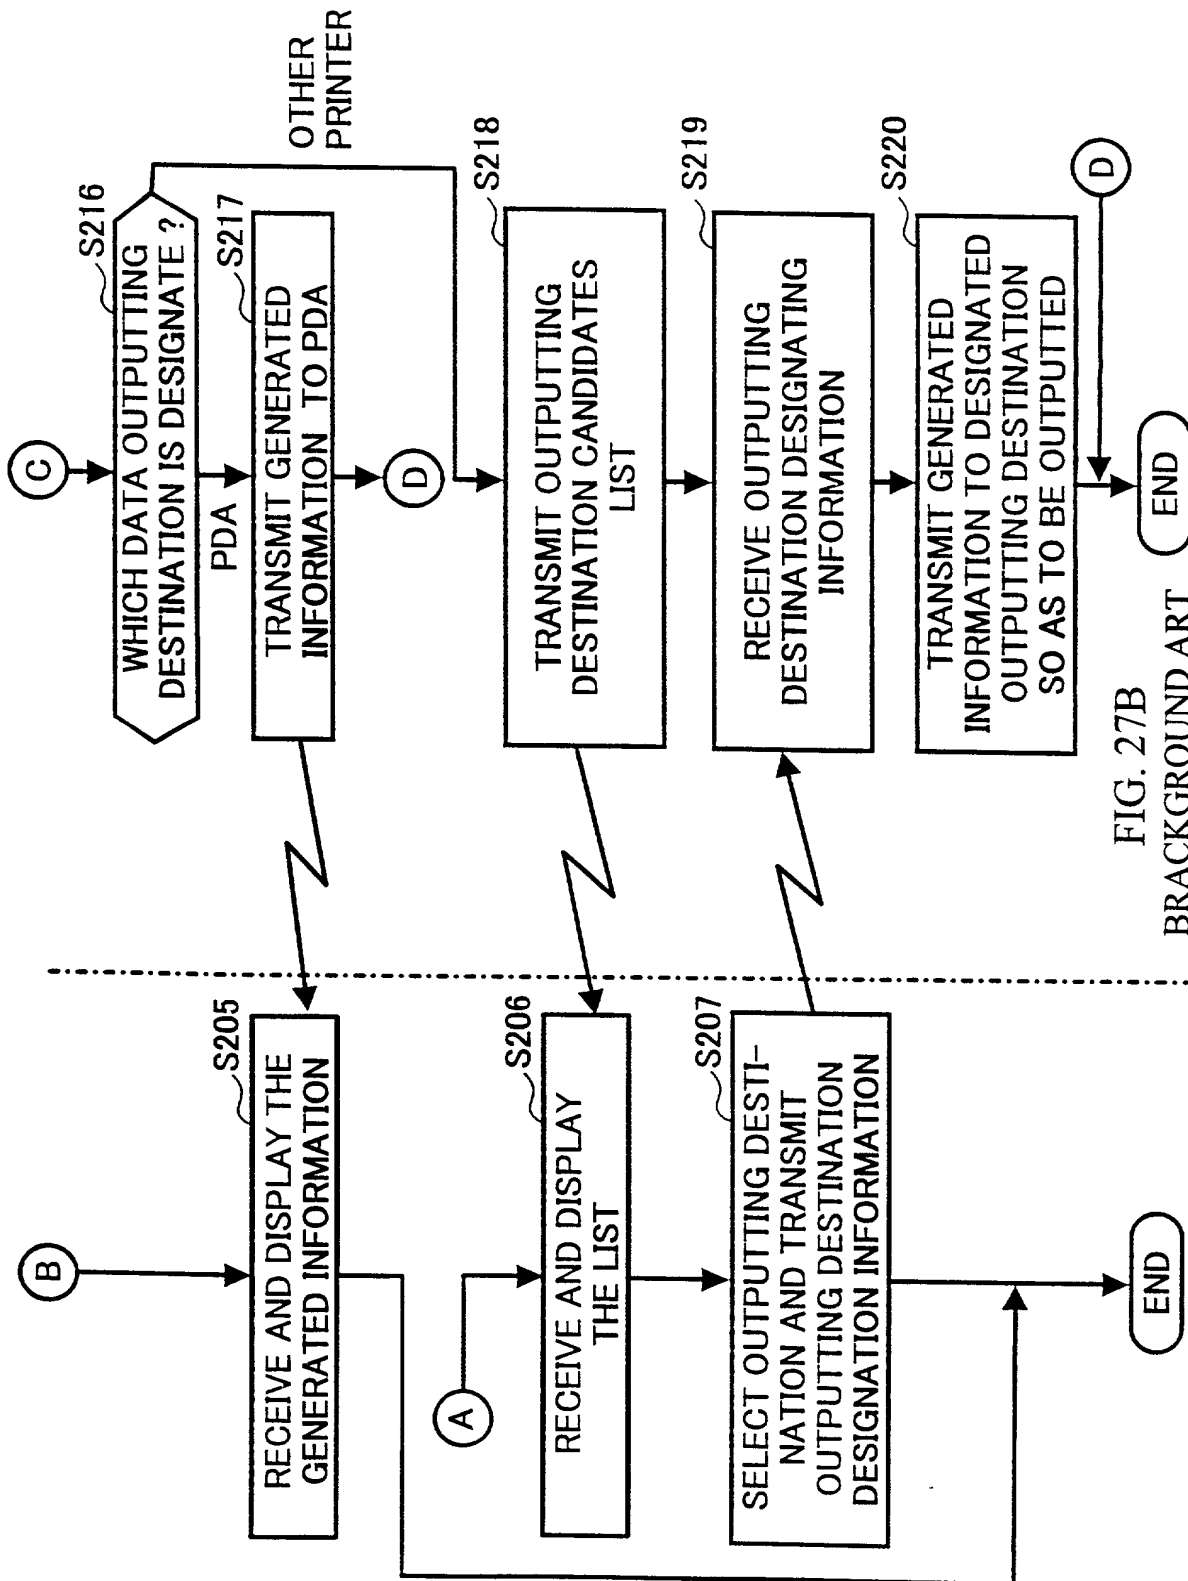 B
S205
RECEIVE AND DISPLAY THE
GENERATED INFORMATION
A
S206
RECEIVE AND DISPLAY
THE LIST
S207
SELECT OUTPUTTING DESTI-
NATION AND TRANSMIT
OUTPUTTING DESTINATION
DESIGNATION INFORMATION
END
C
S216
WHICH DATA OUTPUTTING
DESTINATION IS DESIGNATE ?
PDA
OTHER
PRINTER
S217
TRANSMIT GENERATED
INFORMATION TO PDA
D
S218
TRANSMIT OUTPUTTING
DESTINATION CANDIDATES
LIST
S219
RECEIVE OUTPUTTING
DESTINATION DESIGNATING
INFORMATION
S220
TRANSMIT GENERATED
INFORMATION TO DESIGNATED
OUTPUTTING DESTINATION
SO AS TO BE OUTPUTTED
D
END
FIG. 27B
BRACKGROUND ART